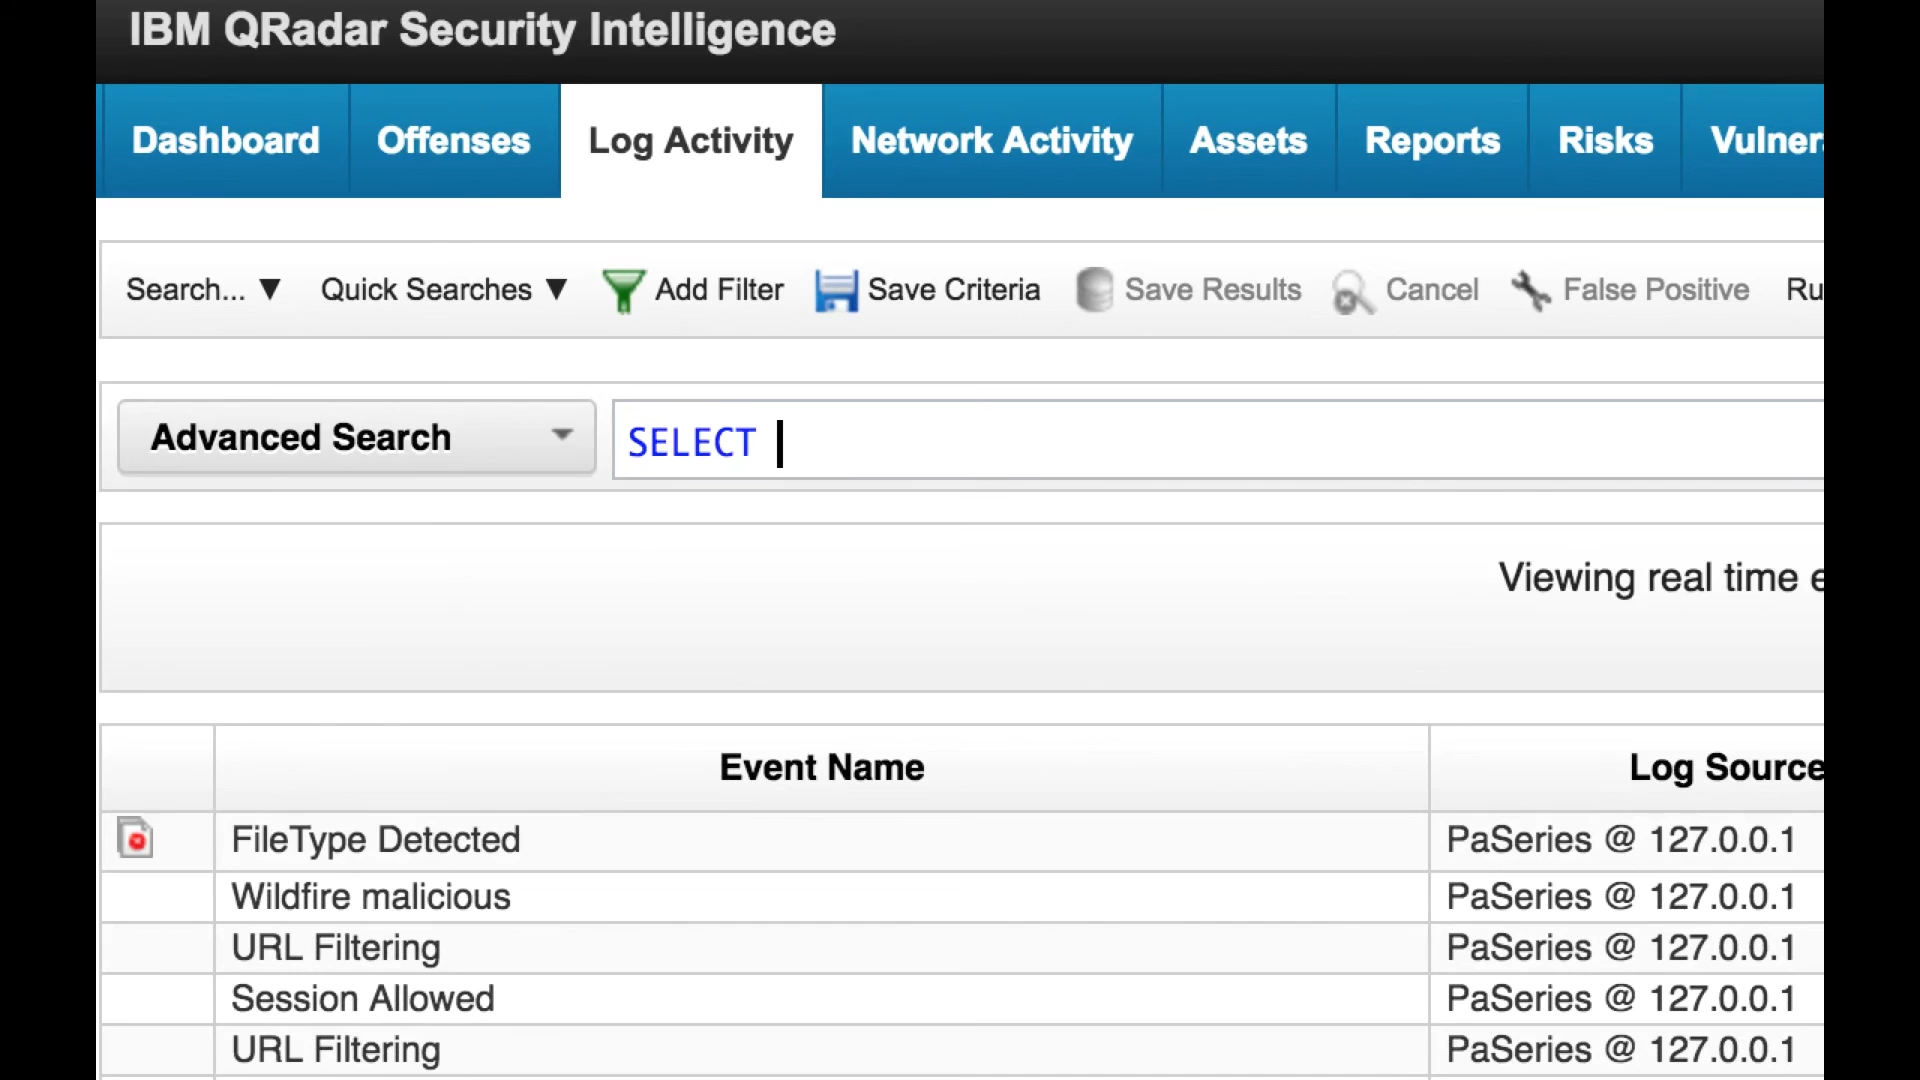 IBM QRadar Security Intelligence
Dashboard Offenses Log Activity Network Activity Assets Reports Risks Vulner
Search... ▼ Quick Searches ▼ Add Filter Save Criteria Save Results Cancel False Positive Ru
Advanced Search SELECT
Viewing real time e
Event Name Log Source
FileType Detected PaSeries @ 127.0.0.1
Wildfire malicious PaSeries @ 127.0.0.1
URL Filtering PaSeries @ 127.0.0.1
Session Allowed PaSeries @ 127.0.0.1
URL Filtering PaSeries @ 127.0.0.1